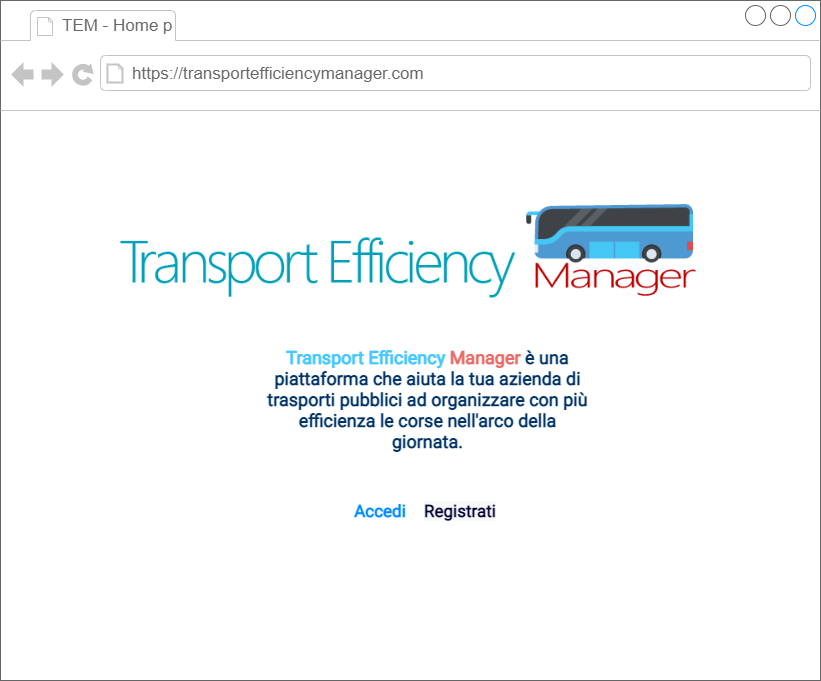 TEM - Home p
https://transportefficiencymanager.com
Transport Efficiency
Manager
Transport Efficiency Manager è una
piattaforma che aiuta la tua azienda di
trasporti pubblici ad organizzare con più
efficienza le corse nell'arco della
giornata.
Accedi Registrati